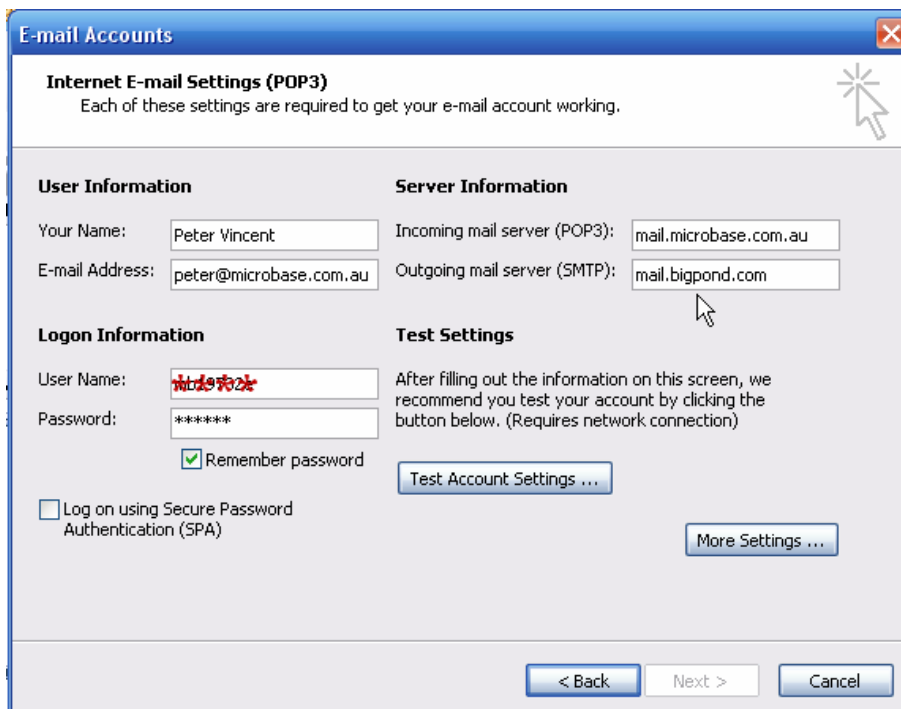 E-mail Accounts
Internet E-mail Settings (POP3)
Each of these settings are required to get your e-mail account working.
User Information
Your Name: Peter Vincent
E-mail Address: peter@microbase.com.au
Logon Information
User Name:
Password: ******
Remember password
Log on using Secure Password
Authentication (SPA)
Server Information
Incoming mail server (POP3): mail.microbase.com.au
Outgoing mail server (SMTP): mail.bigpond.com
Test Settings
After filling out the information on this screen, we
recommend you test your account by clicking the
button below. (Requires network connection)
Test Account Settings ...
More Settings ...
< Back
Next >
Cancel